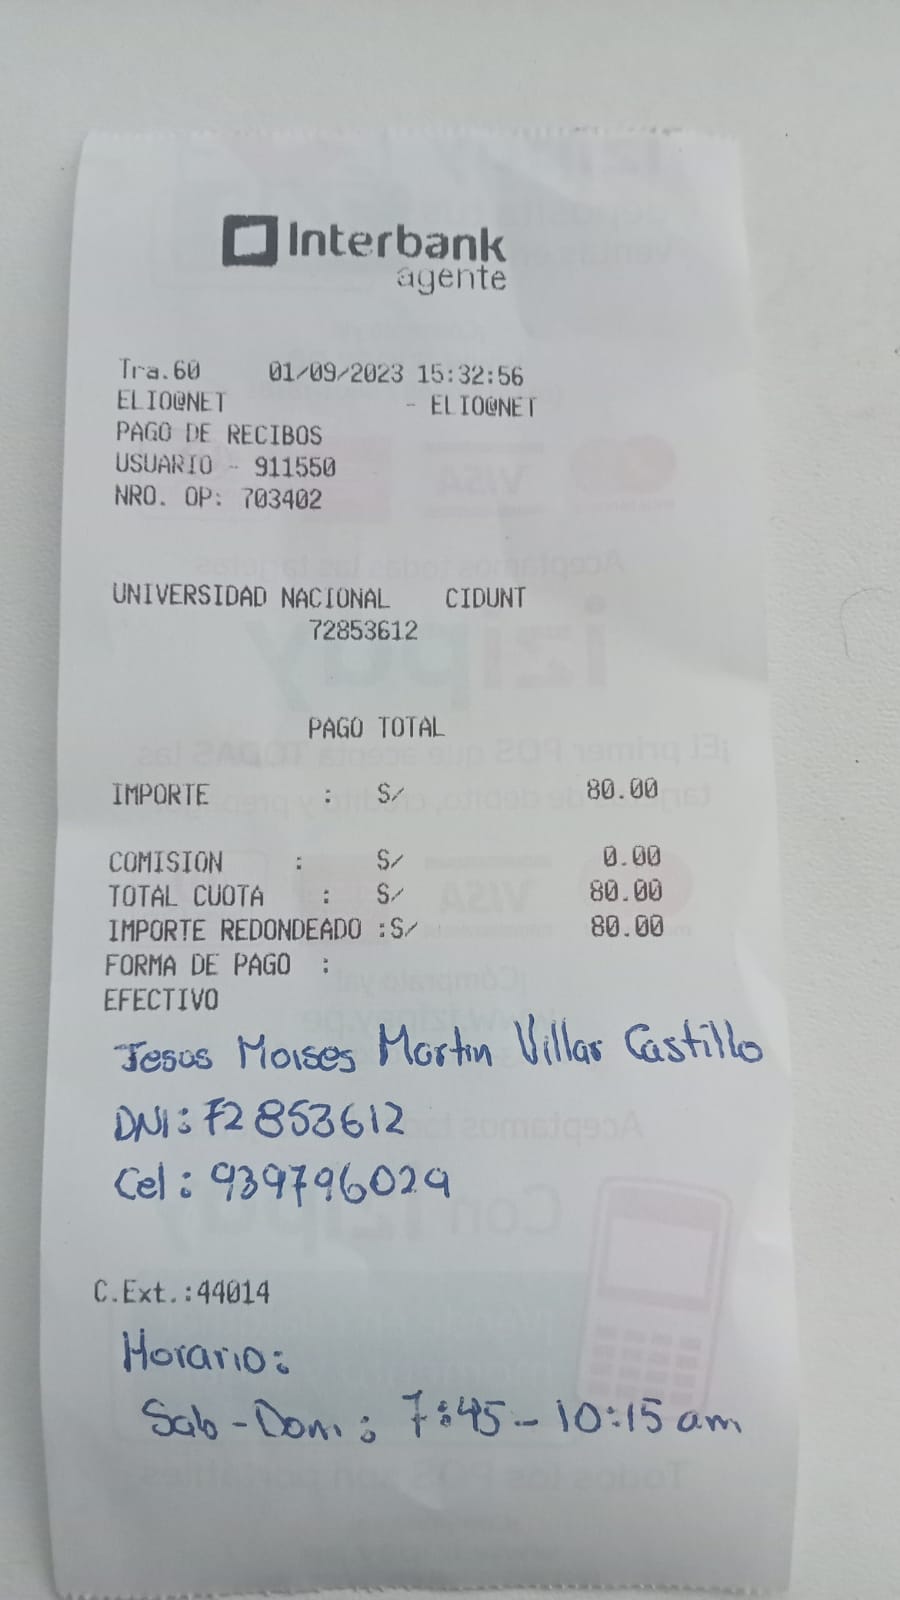 Interbank
agente
Tra.60 01/09/2023 15:32:56
ELIO@NET - ELIO@NET
PAGO DE RECIBOS
USUARIO - 911550
NRO. OP: 703402
UNIVERSIDAD NACIONAL CIDUNT
72853612
PAGO TOTAL
IMPORTE : S/ 80.00
COMISION : S/ 0.00
TOTAL CUOTA : S/ 80.00
IMPORTE REDONDEADO :S/ 80.00
FORMA DE PAGO :
EFECTIVO
Jesus Moises Martin Villar Castillo
DNI: 72853612
Cel: 939796029
C.Ext.:44014
Horario:
Sab-Dom: 7:45-10:15 am